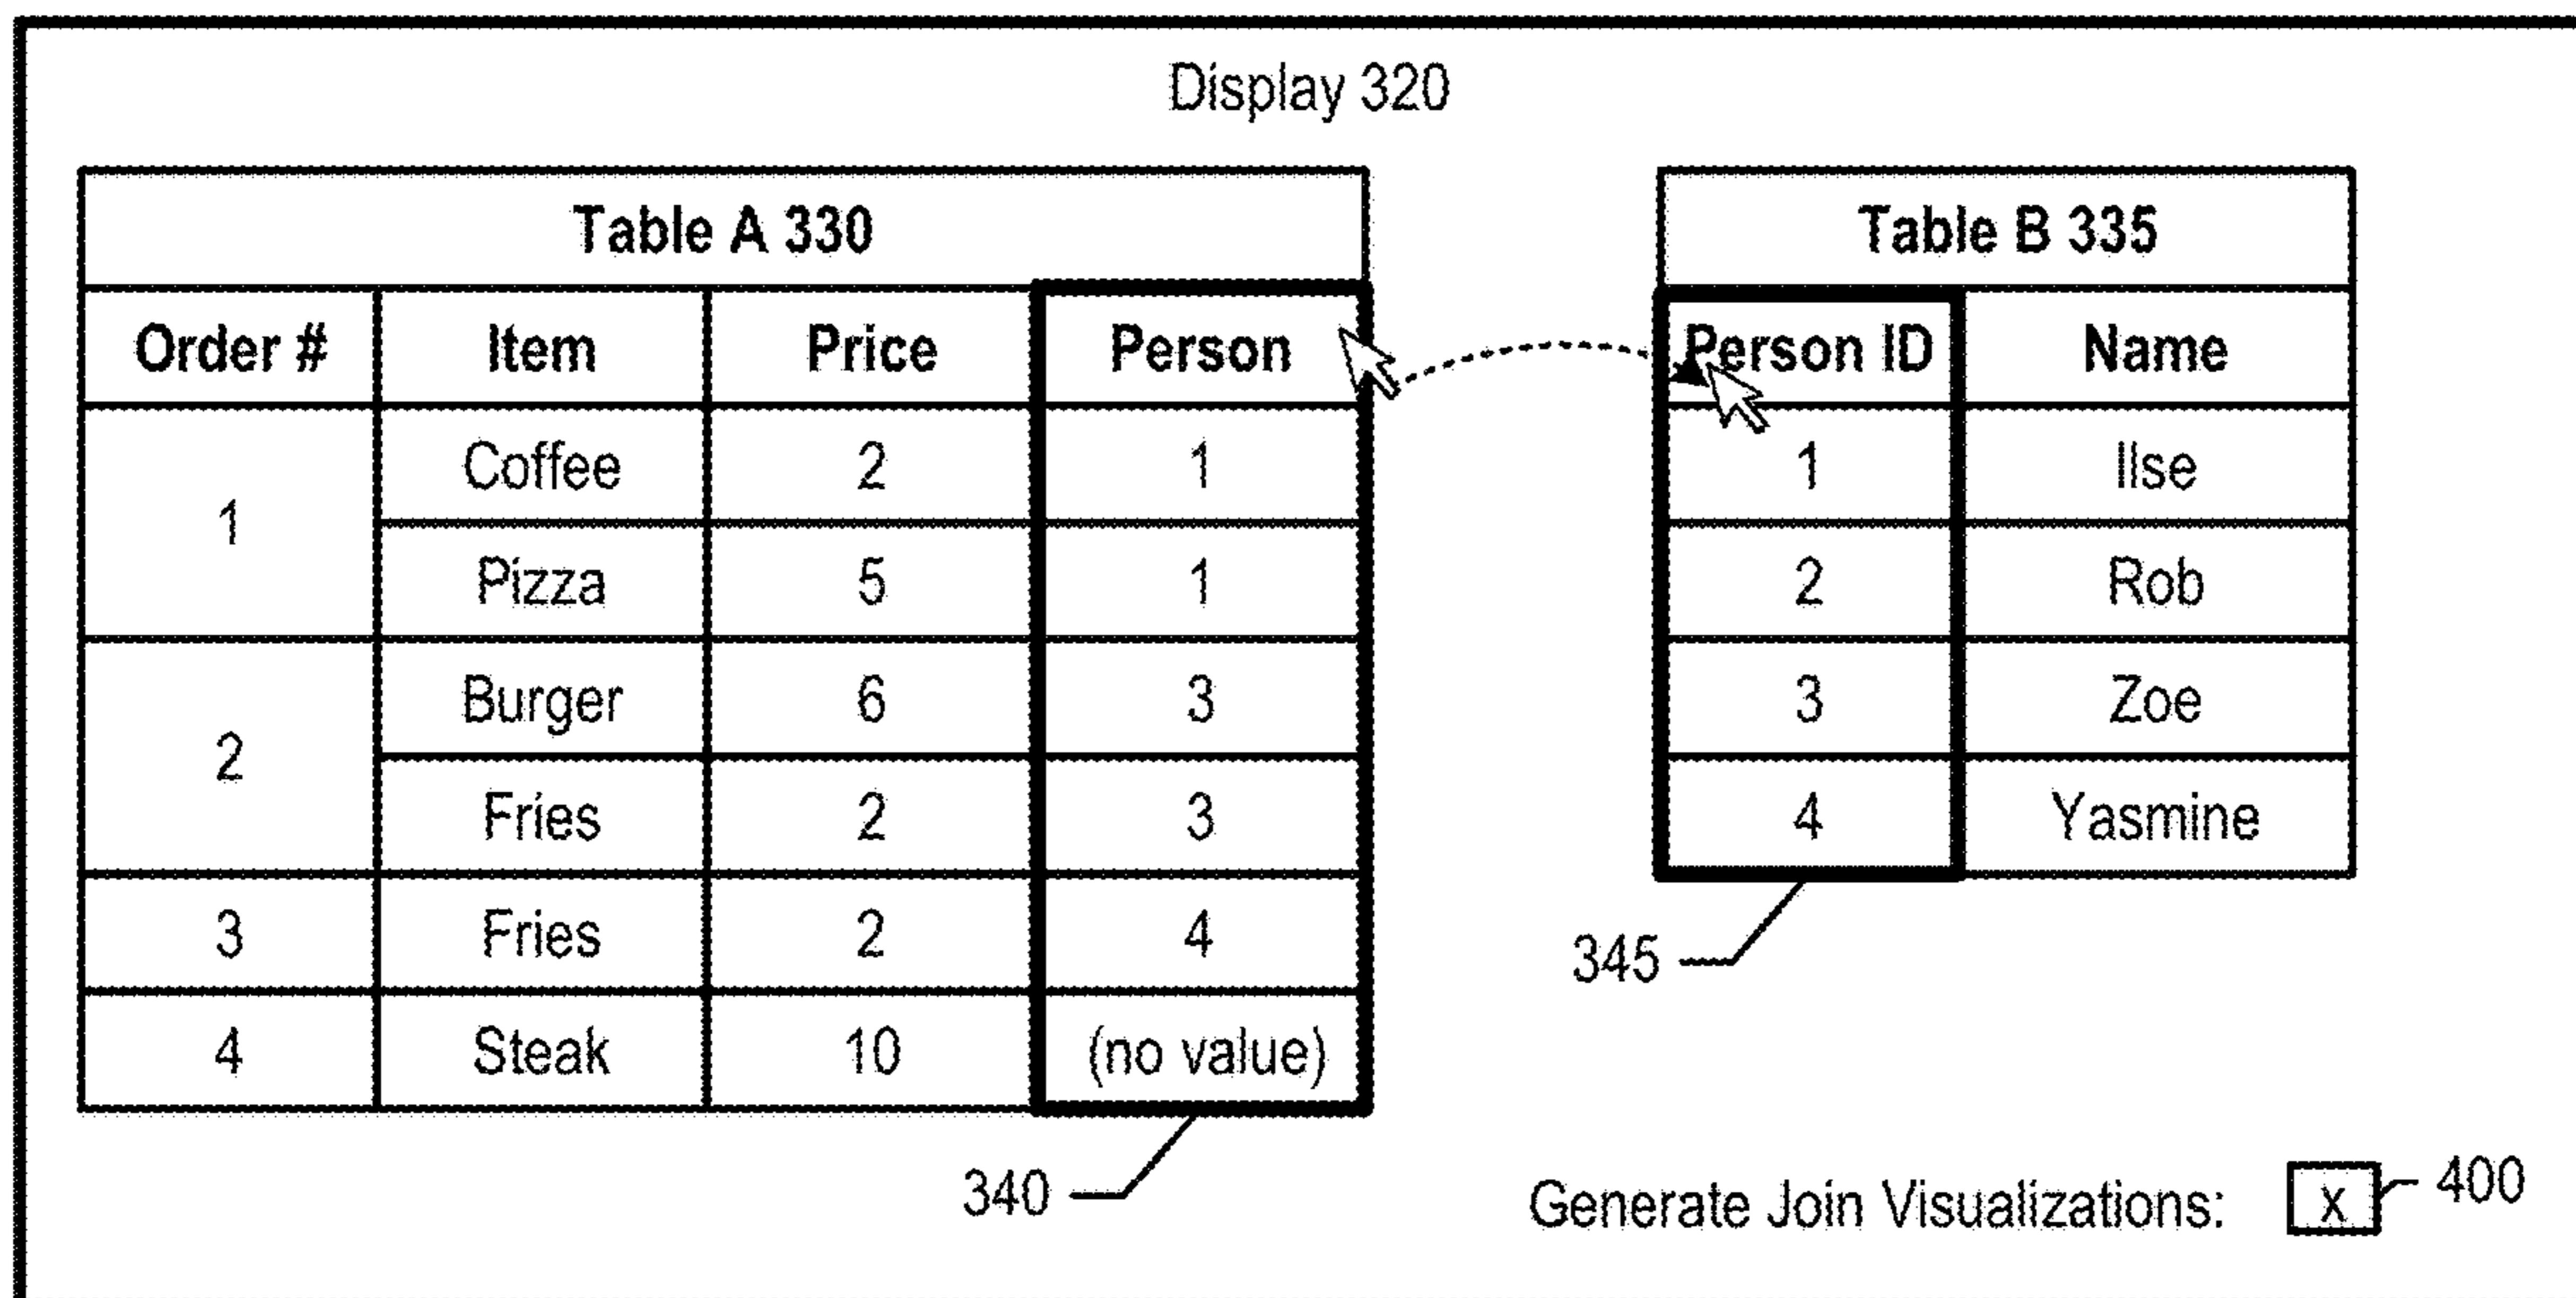 Display 320
Table A 330
Table B 335
Order # Item Price Person
Person ID Name
1 Coffee 2 1
1 Ilse
Pizza 5 1
2 Rob
2 Burger 6 3
3 Zoe
Fries 2 3
4 Yasmine
3 Fries 2 4
345
4 Steak 10 (no value)
340
Generate Join Visualizations: x 400